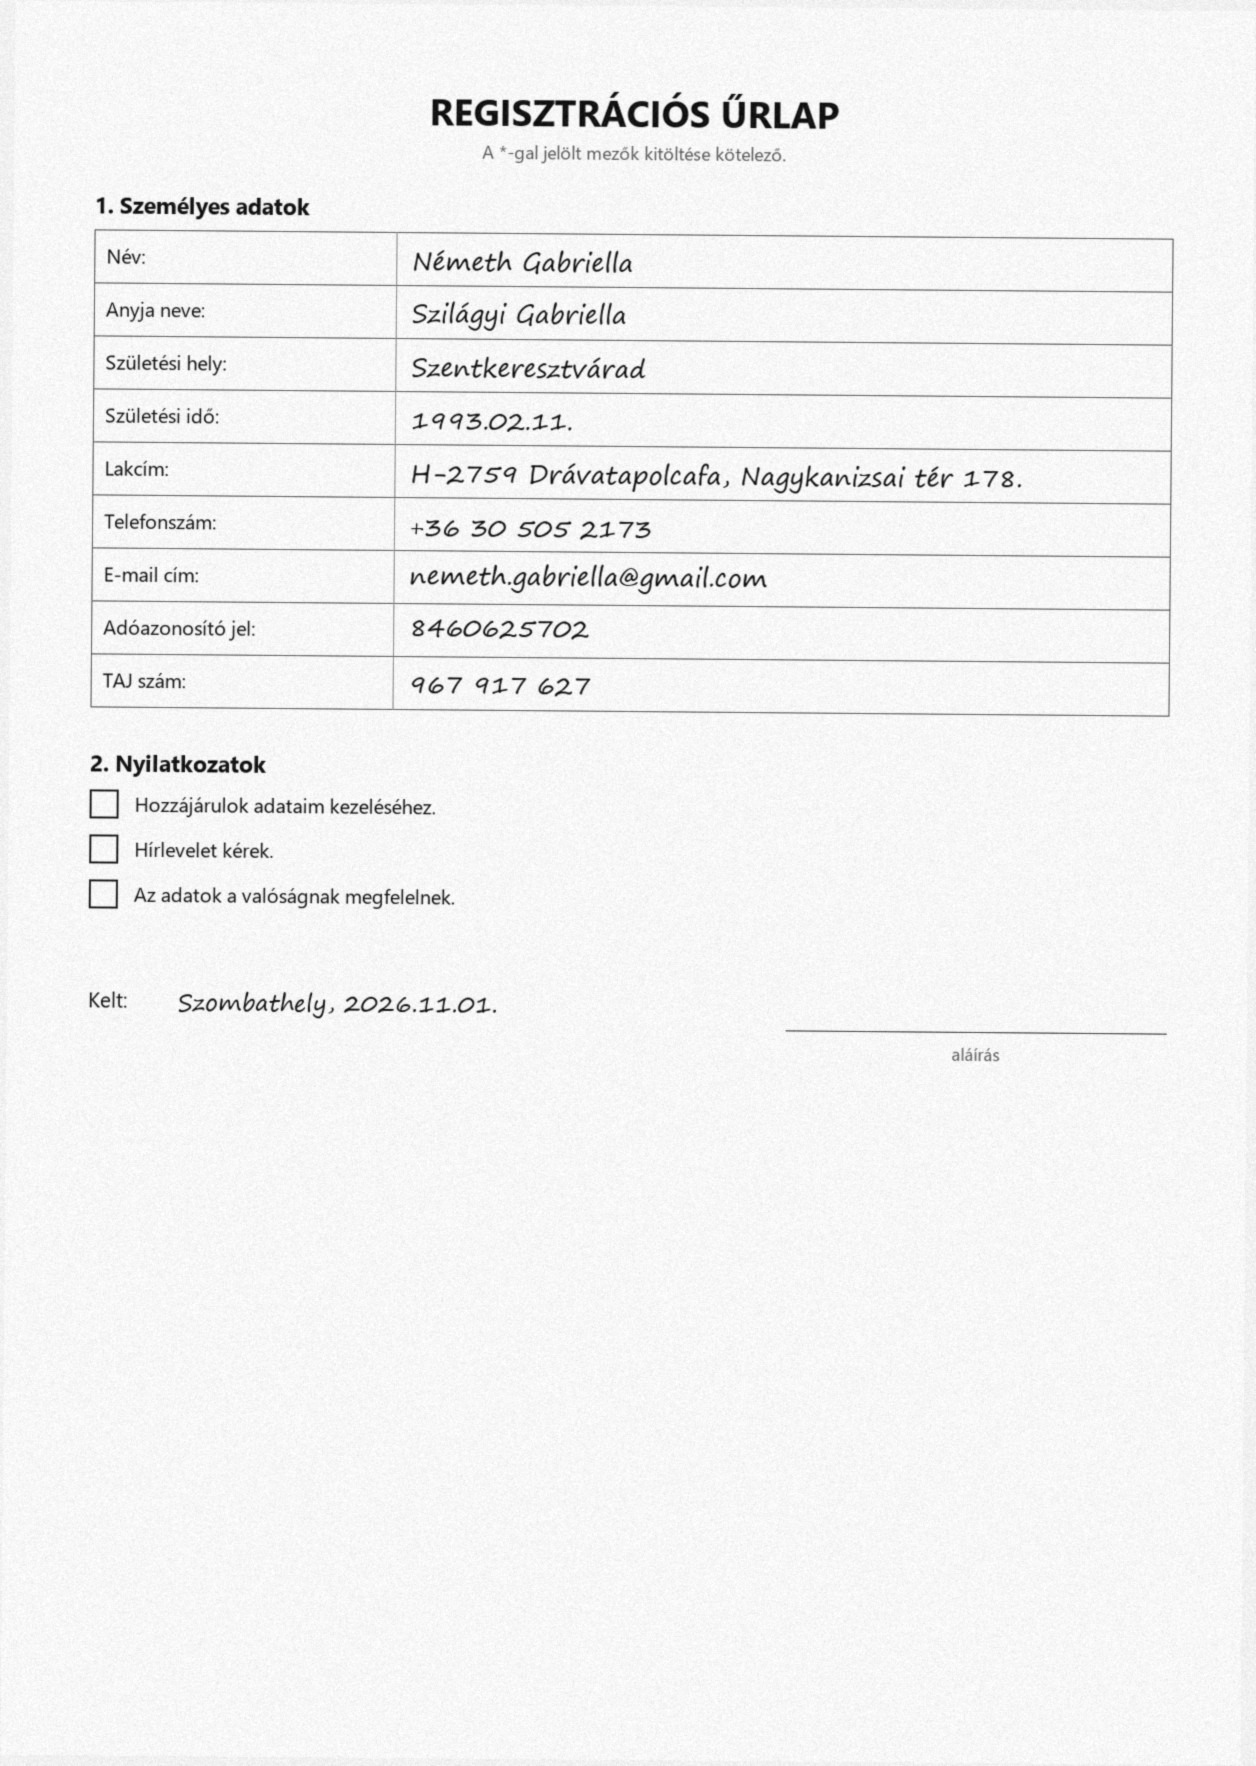 REGISZTRÁCIÓS ŰRLAP
A *-gal jelölt mezők kitöltése kötelező.
1. Személyes adatok
Név: Németh Gabriella
Anyja neve: Szilágyi Gabriella
Születési hely: Szentkeresztvárad
Születési idő: 1993.02.11.
Lakcím: H-2759 Drávatapolcafa, Nagykanizsai tér 178.
Telefonszám: +36 30 505 2173
E-mail cím: nemeth.gabriella@gmail.com
Adóazonosító jel: 8460625702
TAJ szám: 967 917 627
2. Nyilatkozatok
Hozzájárulok adataim kezeléséhez.
Hírlevelet kérek.
Az adatok a valóságnak megfelelnek.
Kelt: Szombathely, 2026.11.01.
aláírás